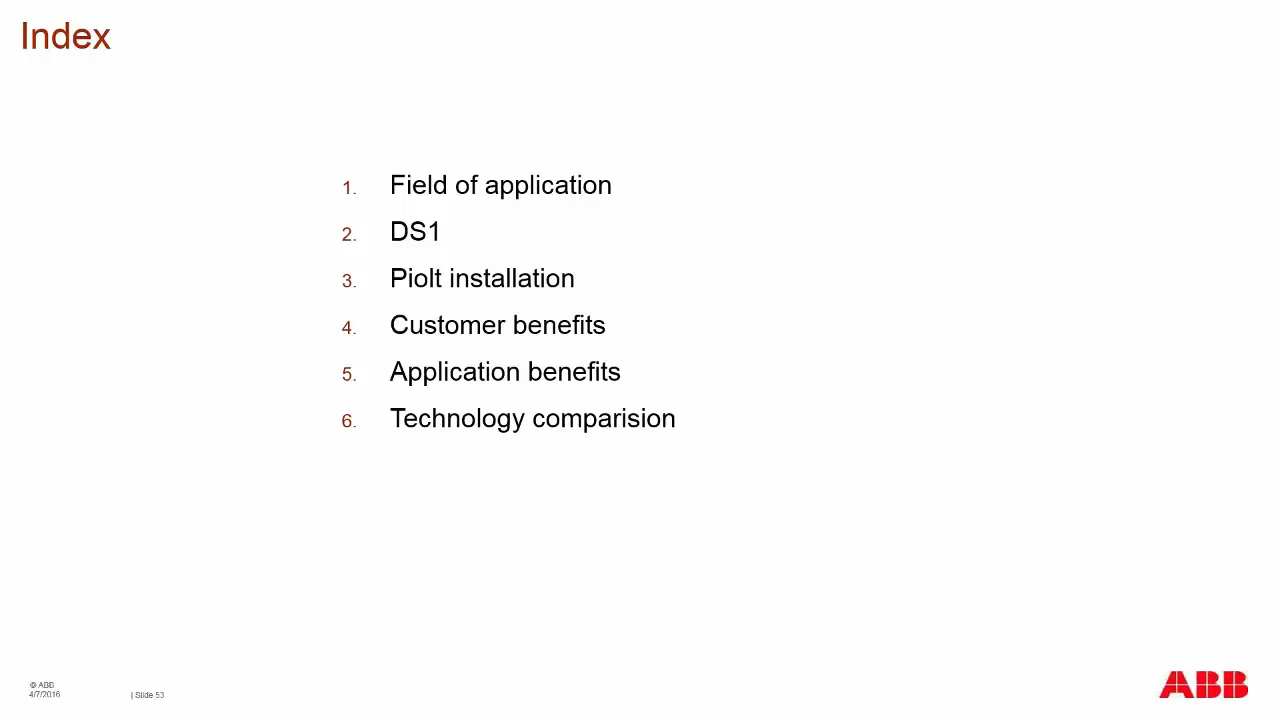 Index
1. Field of application
2. DS1
3. Piolt installation
4. Customer benefits
5. Application benefits
6. Technology comparision
© ABB
4/7/2016
| Slide 53
ABB